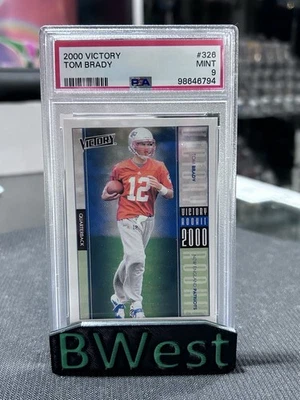 2000 VICTORY #326
TOM BRADY MINT
9
PSA 98646794
VICTORY
12
QUARTERBACK
TOM BRADY
VICTORY
ROOKIE
2000
BWest